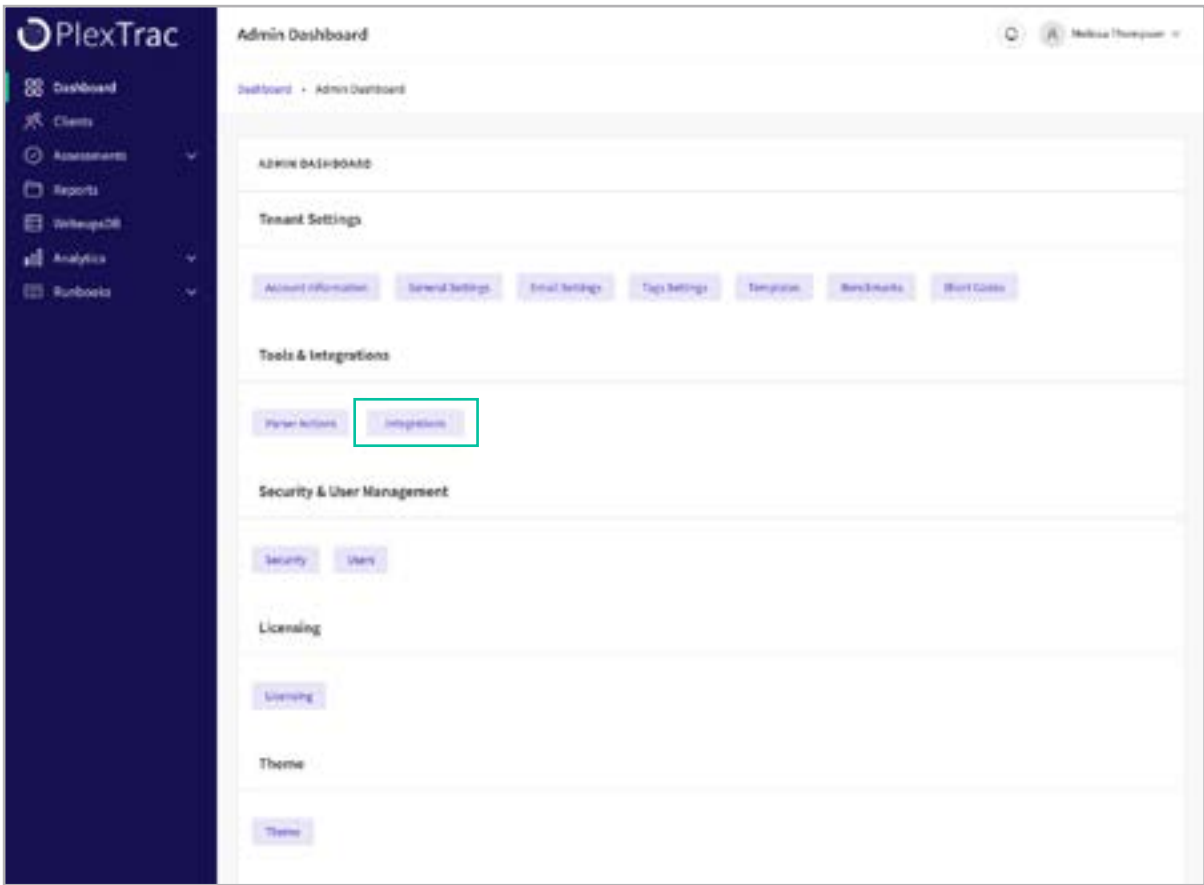 PlexTrac
Admin Dashboard
Melissa Thompson
Dashboard
Clients
Assessments
Reports
WriteupsDB
Analytics
Runbooks
Dashboard • Admin Dashboard
ADMIN DASHBOARD
Tenant Settings
Account Information General Settings Email Settings Tags Settings Templates Benchmarks Short Codes
Tools & Integrations
Parser Actions Integrations
Security & User Management
Security Users
Licensing
Licensing
Theme
Theme